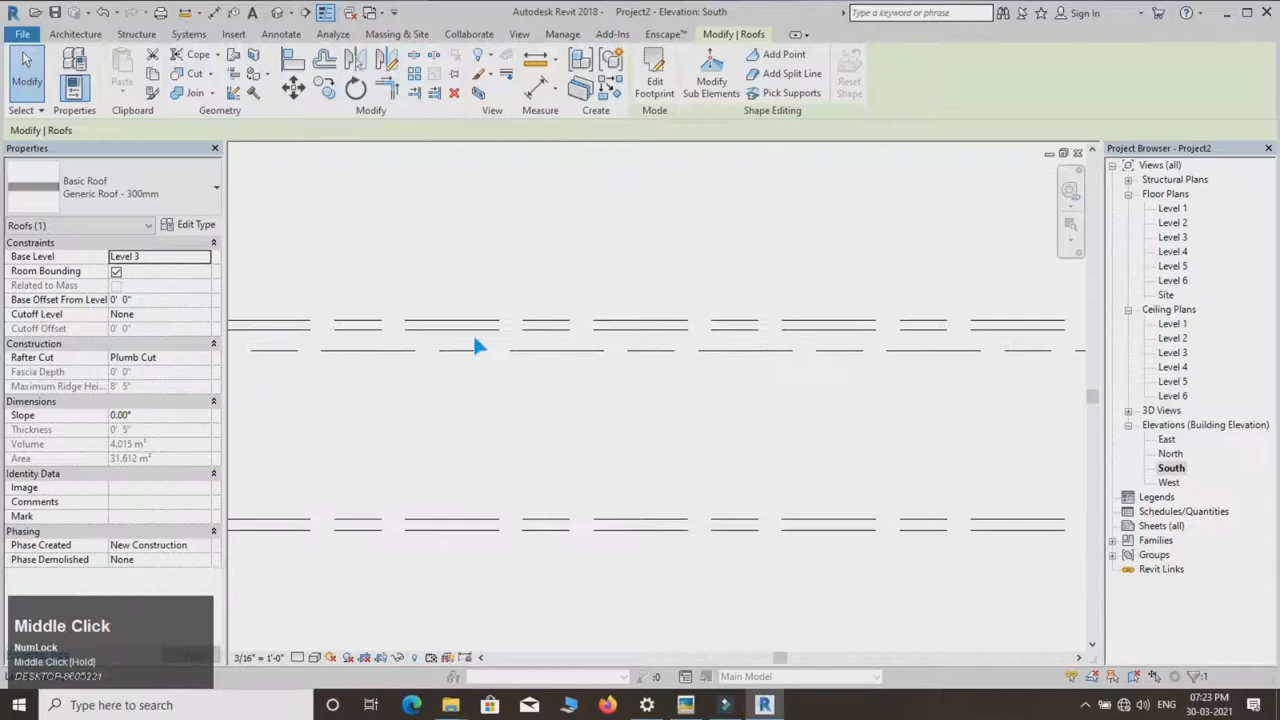 Autodesk Revit 2018 - Project2 - Elevation: South
Type a keyword or phrase
Sign In
File
Architecture
Structure
Systems
Insert
Annotate
Analyze
Massing & Site
Collaborate
View
Manage
Add-Ins
Enscape™
Modify | Roofs
Modify
Select
Properties
Paste
Clipboard
Cope
Cut
Join
Geometry
Modify
View
Measure
Create
Edit
Footprint
Mode
Modify
Sub Elements
Add Point
Add Split Line
Pick Supports
Reset
Shape
Shape Editing
Modify | Roofs
Properties
Basic Roof
Generic Roof - 300mm
Roofs (1)
Edit Type
Constraints
Base Level Level 3
Room Bounding
Related to Mass
Base Offset From Level 0' 0"
Cutoff Level None
Cutoff Offset 0' 0"
Construction
Rafter Cut Plumb Cut
Fascia Depth 0' 0"
Maximum Ridge Hei... 8' 5"
Dimensions
Slope 0.00°
Thickness 0' 5"
Volume 4.015 m³
Area 31.612 m²
Identity Data
Image
Comments
Mark
Phasing
Phase Created New Construction
Phase Demolished None
Middle Click
NumLock
Middle Click [Hold]
3/16" = 1'-0"
:0
Main Model
:1
Project Browser - Project2
Views (all)
Structural Plans
Floor Plans
Level 1
Level 2
Level 3
Level 4
Level 5
Level 6
Site
Ceiling Plans
Level 1
Level 2
Level 3
Level 4
Level 5
Level 6
3D Views
Elevations (Building Elevation)
East
North
South
West
Legends
Schedules/Quantities
Sheets (all)
Families
Groups
Revit Links
Type here to search
ENG
07:23 PM
30-03-2021